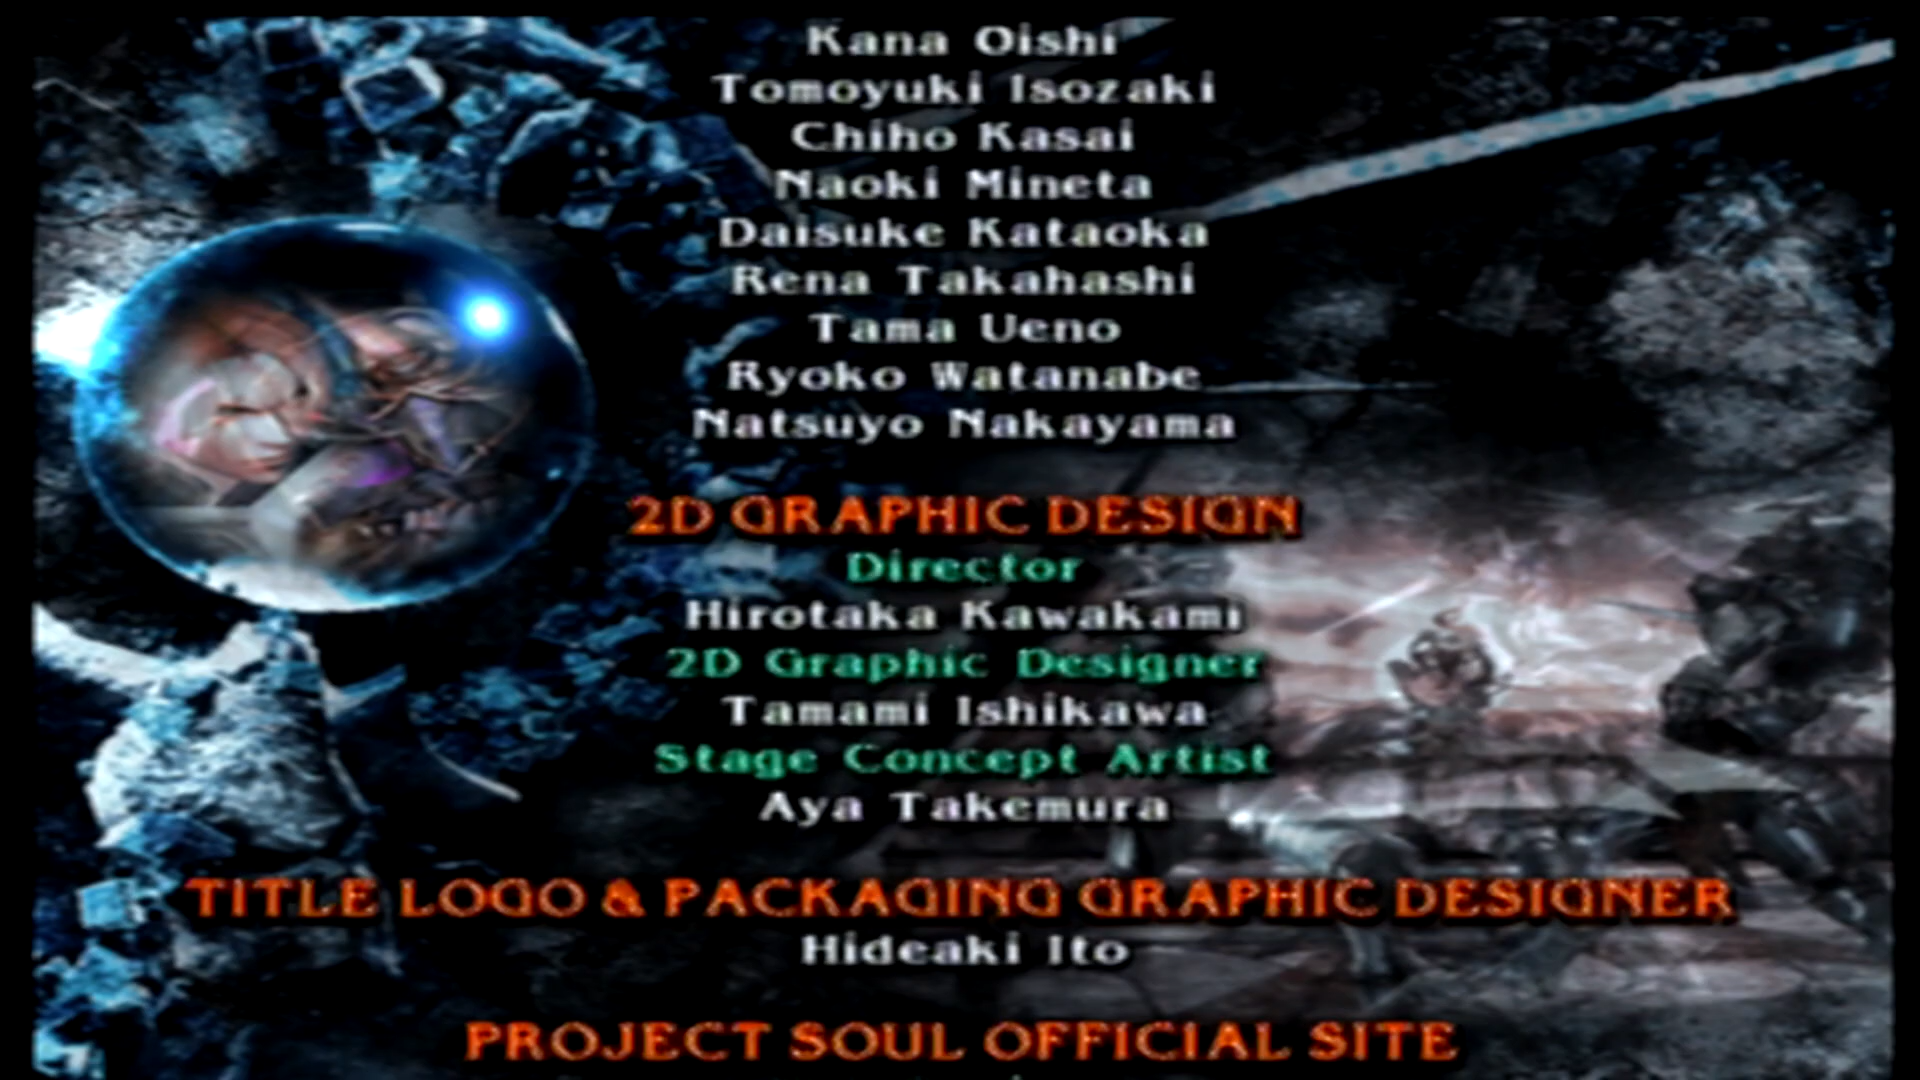 Kana Oishi
Tomoyuki Isozaki
Chiho Kasai
Naoki Mineta
Daisuke Kataoka
Rena Takahashi
Tama Ueno
Ryoko Watanabe
Natsuyo Nakayama
2D GRAPHIC DESIGN
Director
Hirotaka Kawakami
2D Graphic Designer
Tamami Ishikawa
Stage Concept Artist
Aya Takemura
TITLE LOGO & PACKAGING GRAPHIC DESIGNER
Hideaki Ito
PROJECT SOUL OFFICIAL SITE